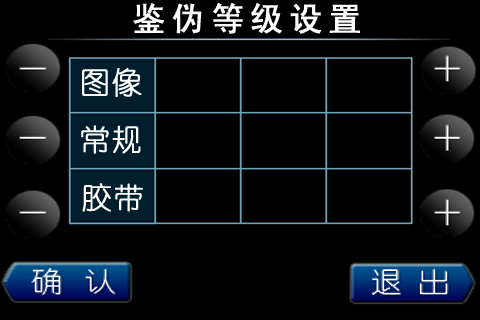 鉴伪等级设置
— 图像 +
— 常规 +
— 胶带 +
确认 退出